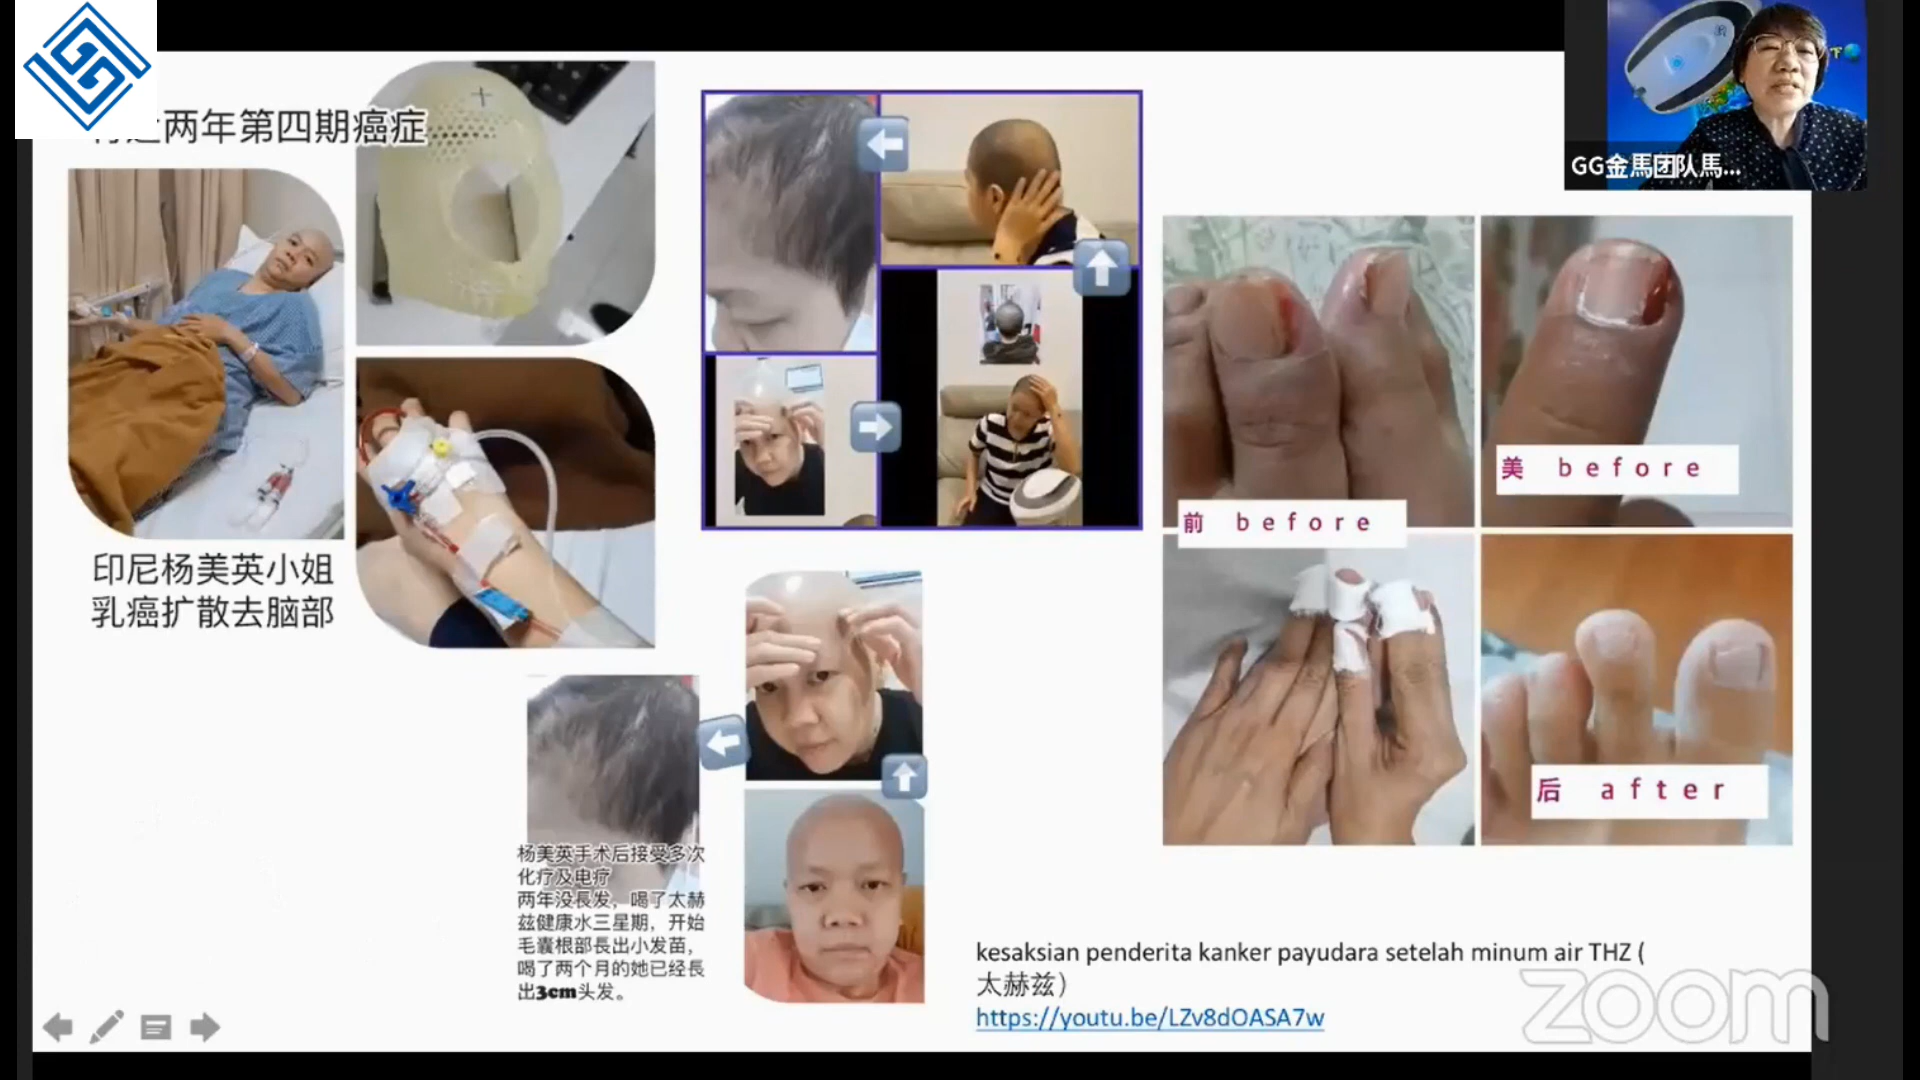 两年第四期癌症
印尼杨美英小姐
乳癌扩散去脑部
杨美英手术后接受多次
化疗及电疗
两年没長发，喝了太赫
兹健康水三星期，开始
毛囊根部長出小发苗，
喝了两个月的她已经長
出3cm头发。
前 before
美 before
后 after
kesaksian penderita kanker payudara setelah minum air THZ (
太赫兹）
https://youtu.be/LZv8dOASA7w
GG金馬团队馬...
下
zoom